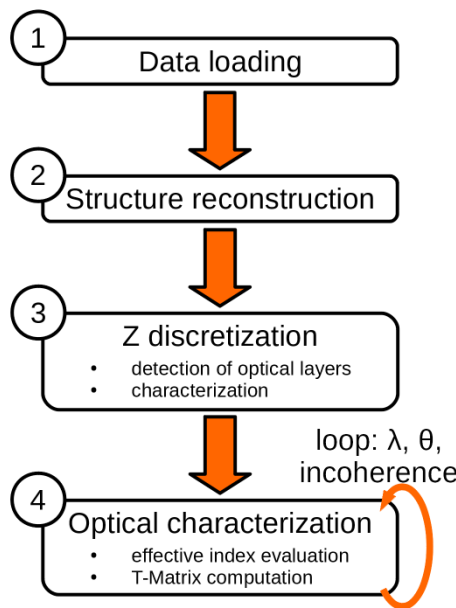 1
Data loading
2
Structure reconstruction
3
Z discretization
• detection of optical layers
• characterization
loop: λ, θ,
incoherence
4
Optical characterization
• effective index evaluation
• T-Matrix computation